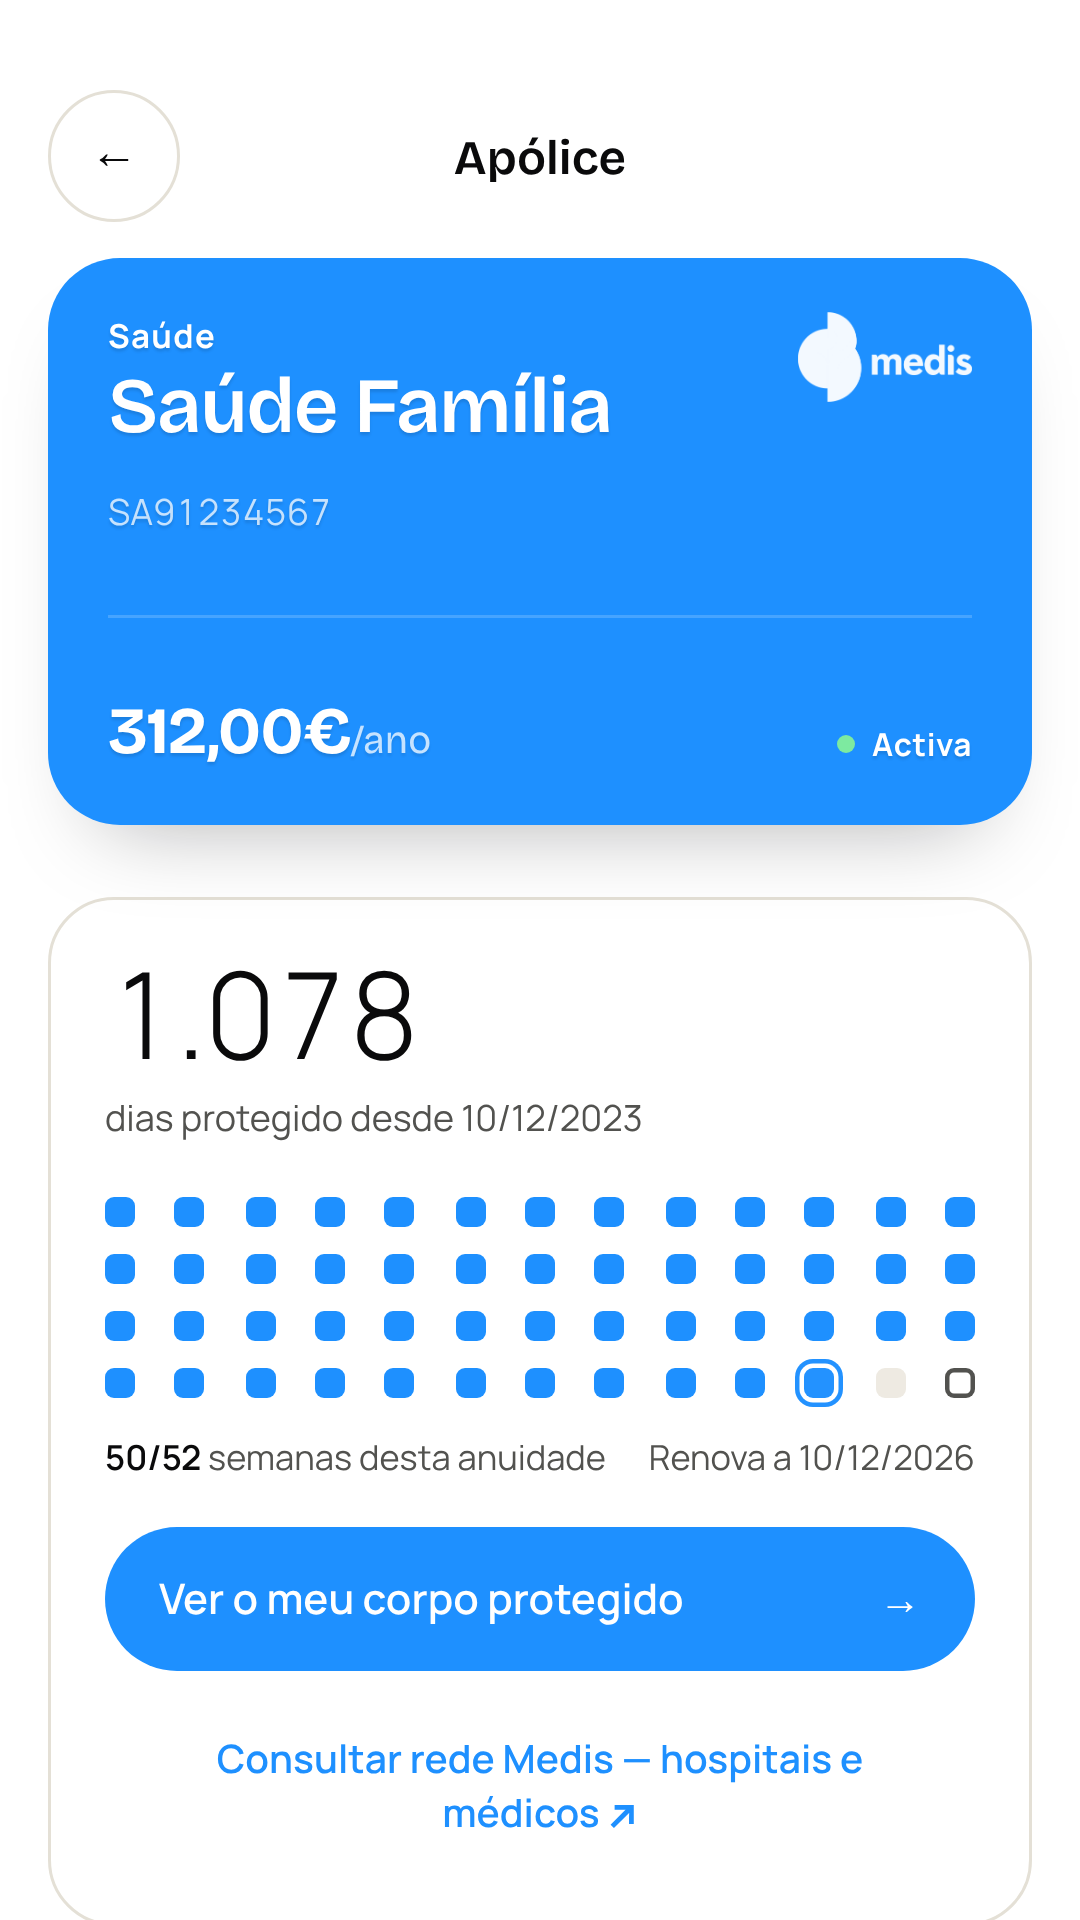 ←
Apólice
Saúde
medis
Saúde Família
SA91234567
312,00€/ano
Activa
1.078
dias protegido desde 10/12/2023
50/52 semanas desta anuidade
Renova a 10/12/2026
Ver o meu corpo protegido →
Consultar rede Medis — hospitais e
médicos ↗